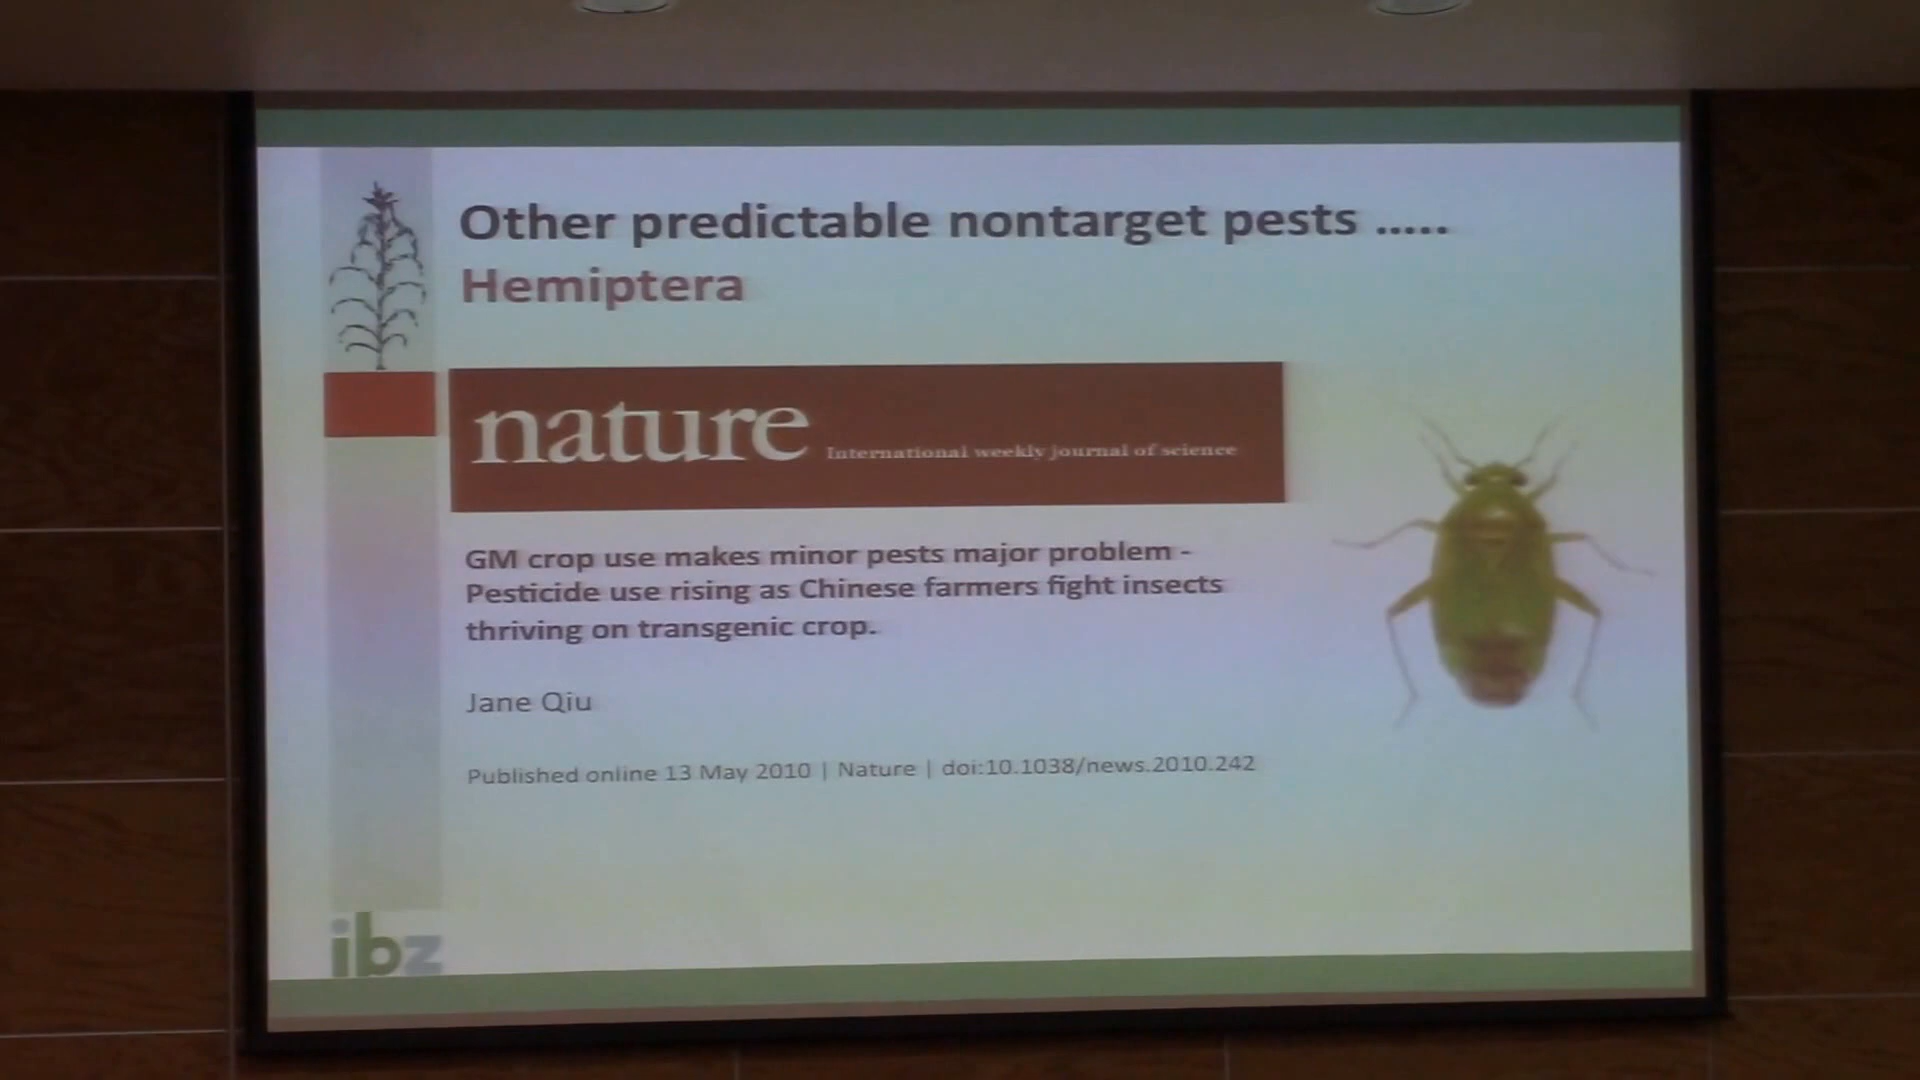 Other predictable nontarget pests .....
Hemiptera
nature International weekly journal of science
GM crop use makes minor pests major problem -
Pesticide use rising as Chinese farmers fight insects
thriving on transgenic crop.
Jane Qiu
Published online 13 May 2010 | Nature | doi:10.1038/news.2010.242
ibz